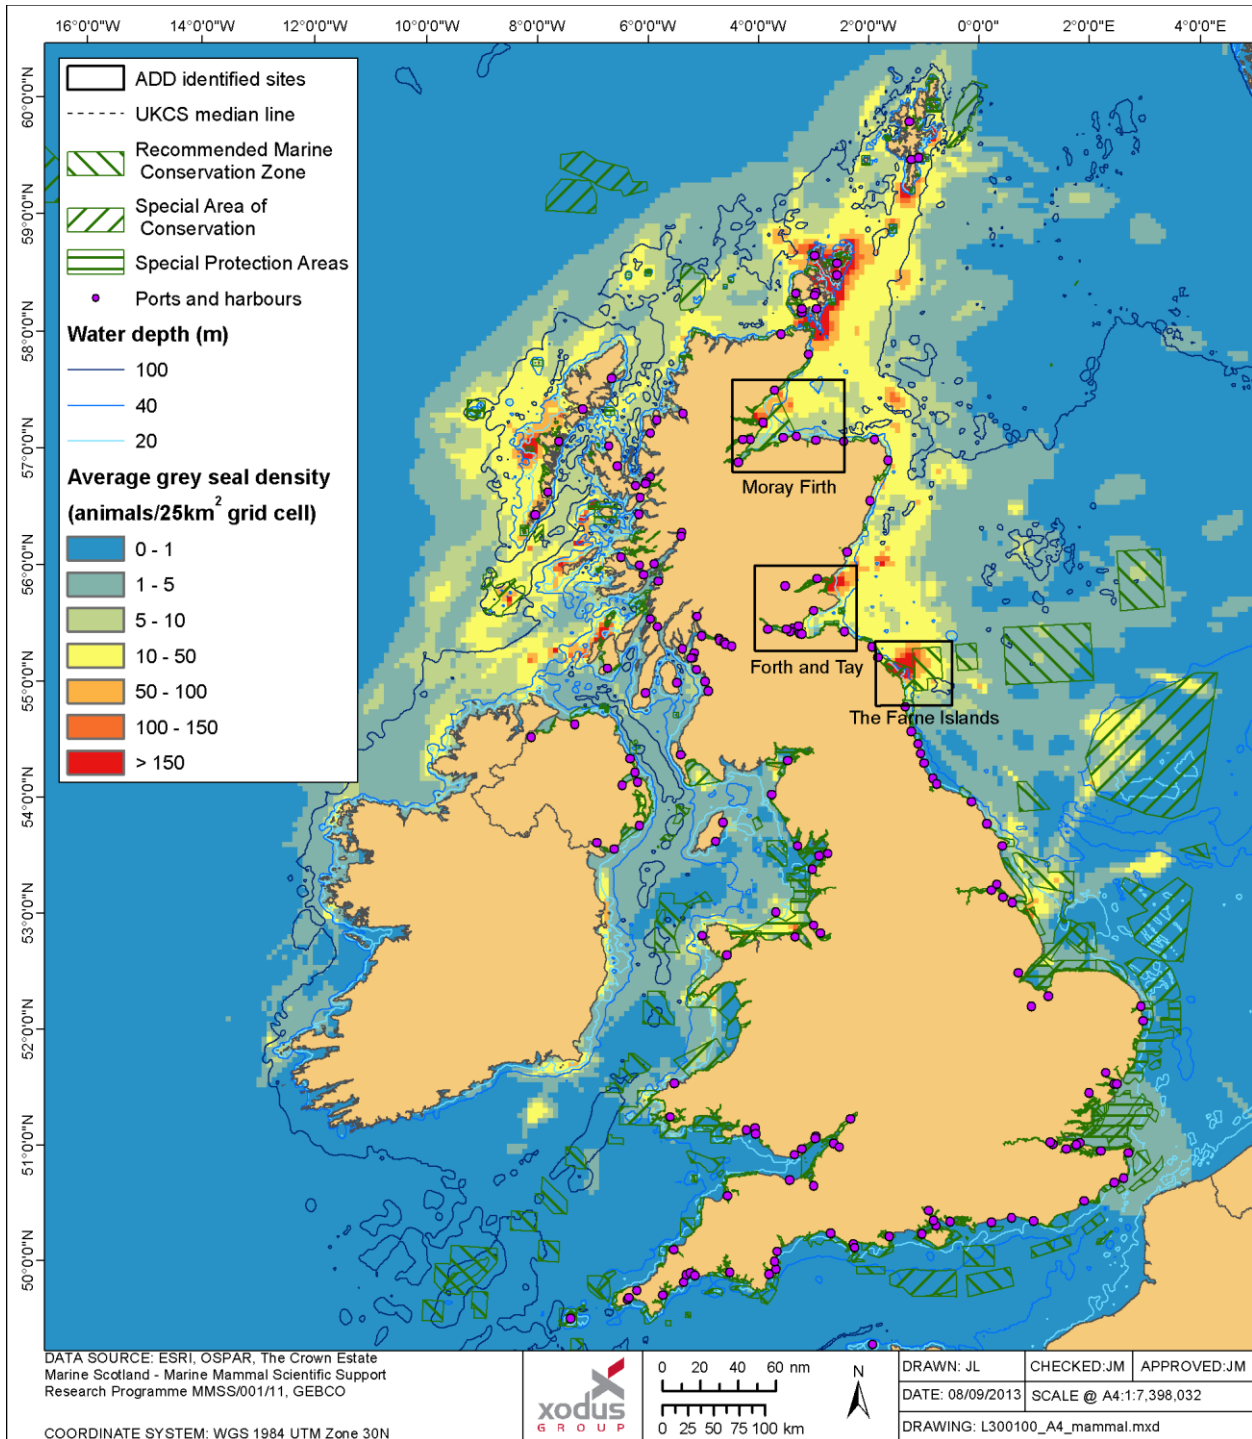 16°0'0"W 14°0'0"W 12°0'0"W 10°0'0"W 8°0'0"W 6°0'0"W 4°0'0"W 2°0'0"W 0°0'0" 2°0'0"E 4°0'0"E
60°0'0"N
59°0'0"N
58°0'0"N
57°0'0"N
56°0'0"N
55°0'0"N
54°0'0"N
53°0'0"N
52°0'0"N
51°0'0"N
50°0'0"N
ADD identified sites
UKCS median line
Recommended Marine
Conservation Zone
Special Area of
Conservation
Special Protection Areas
Ports and harbours
Water depth (m)
100
40
20
Average grey seal density
(animals/25km² grid cell)
0 - 1
1 - 5
5 - 10
10 - 50
50 - 100
100 - 150
> 150
Moray Firth
Forth and Tay
The Farne Islands
DATA SOURCE: ESRI, OSPAR, The Crown Estate
Marine Scotland - Marine Mammal Scientific Support
Research Programme MMSS/001/11, GEBCO
COORDINATE SYSTEM: WGS 1984 UTM Zone 30N
xodus
GROUP
0 20 40 60 nm
0 25 50 75 100 km
N
DRAWN: JL CHECKED:JM APPROVED:JM
DATE: 08/09/2013 SCALE @ A4:1:7,398,032
DRAWING: L300100_A4_mammal.mxd